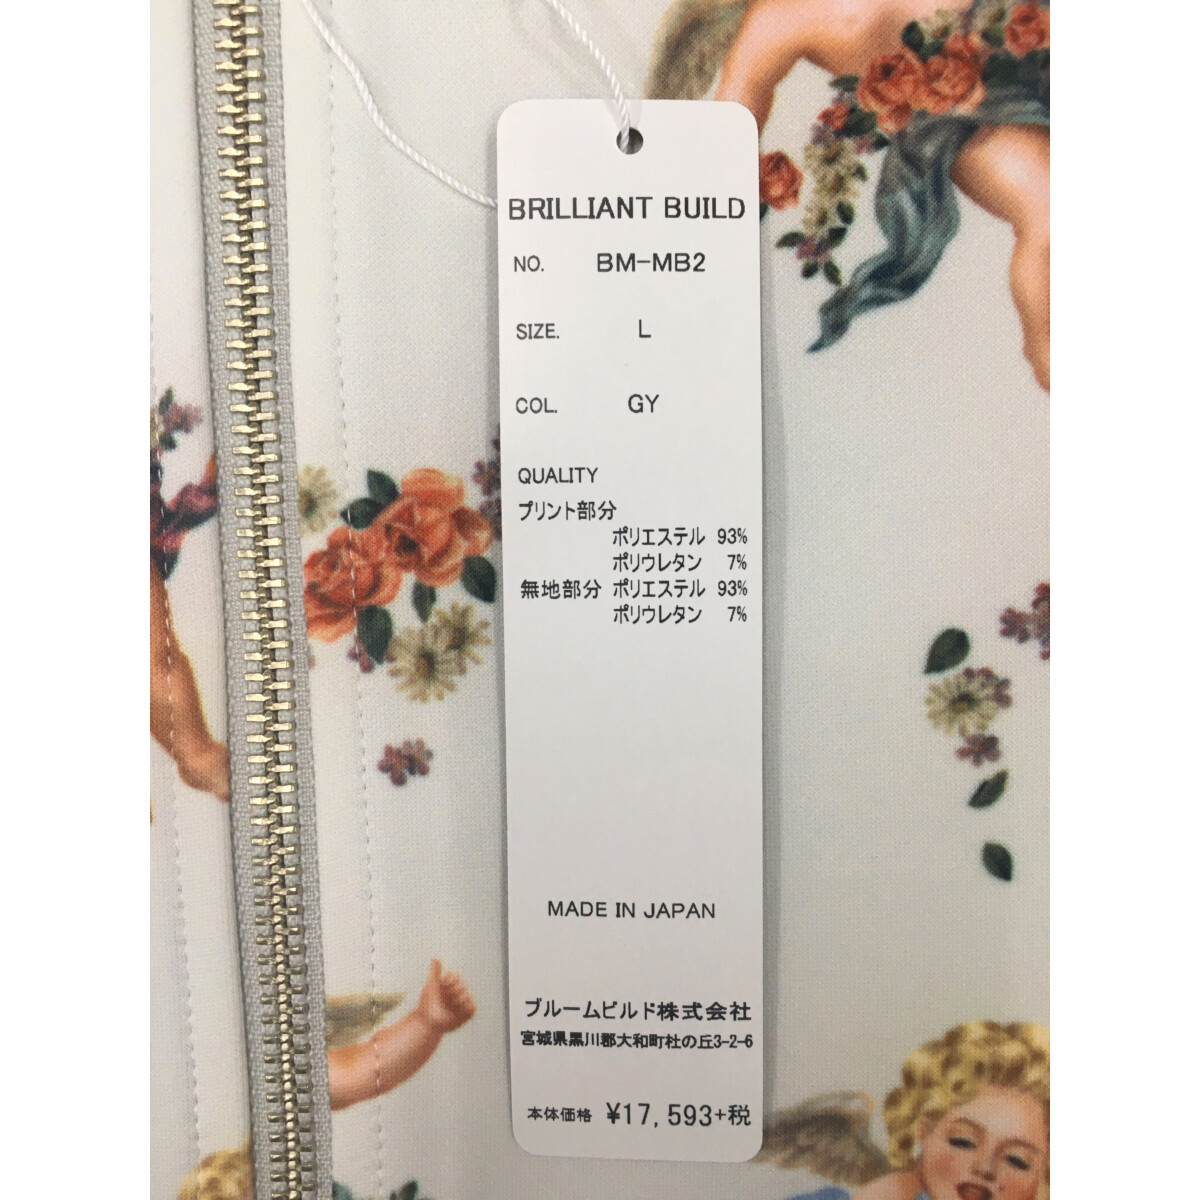 BRILLIANT BUILD
NO. BM-MB2
SIZE. L
COL. GY
QUALITY
プリント部分
ポリエステル 93%
ポリウレタン 7%
無地部分 ポリエステル 93%
ポリウレタン 7%
MADE IN JAPAN
ブルームビルド株式会社
宮城県黒川郡大和町杜の丘3-2-6
本体価格 ¥17,593+税